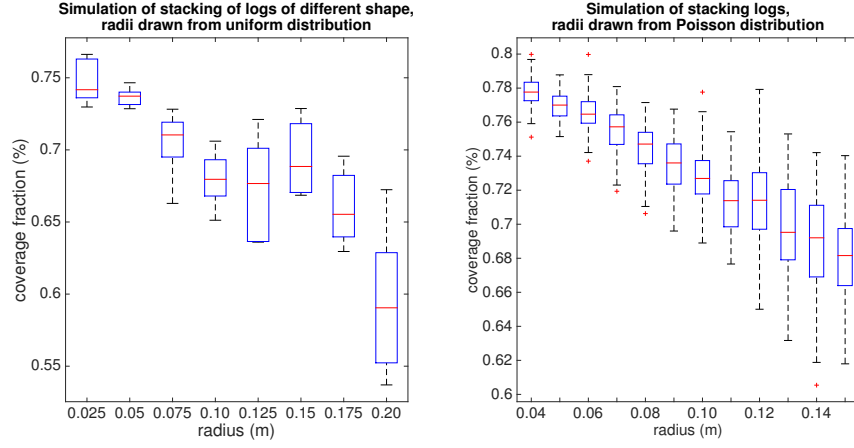 Simulation of stacking of logs of different shape,
radii drawn from uniform distribution
coverage fraction (%)
0.75
0.7
0.65
0.6
0.55
0.025 0.05 0.075 0.10 0.125 0.15 0.175 0.20
radius (m)
Simulation of stacking logs,
radii drawn from Poisson distribution
coverage fraction (%)
0.8
0.78
0.76
0.74
0.72
0.7
0.68
0.66
0.64
0.62
0.6
0.04 0.06 0.08 0.10 0.12 0.14
radius (m)